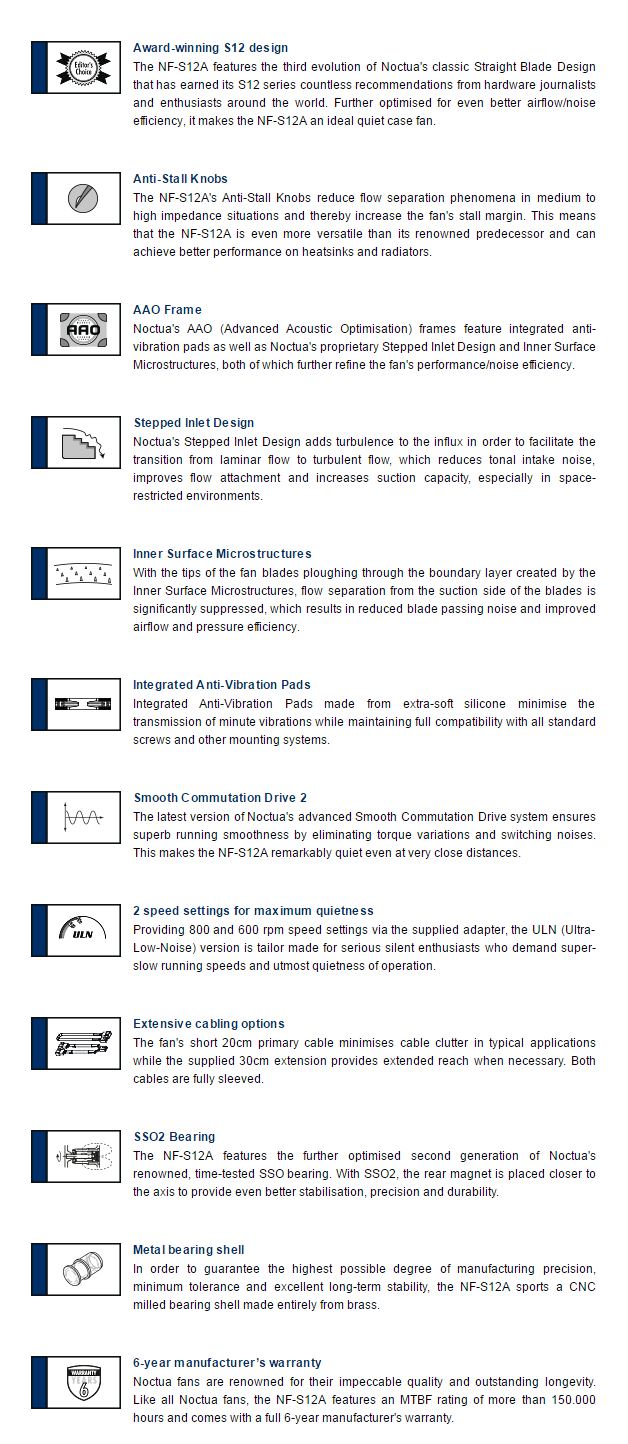 Award-winning S12 design
Editor's
Choice
The NF-S12A features the third evolution of Noctua's classic Straight Blade Design
that has earned its S12 series countless recommendations from hardware journalists
and enthusiasts around the world. Further optimised for even better airflow/noise
efficiency, it makes the NF-S12A an ideal quiet case fan.
Anti-Stall Knobs
The NF-S12A's Anti-Stall Knobs reduce flow separation phenomena in medium to
high impedance situations and thereby increase the fan's stall margin. This means
that the NF-S12A is even more versatile than its renowned predecessor and can
achieve better performance on heatsinks and radiators.
AAO Frame
AAO
Noctua's AAO (Advanced Acoustic Optimisation) frames feature integrated anti-
vibration pads as well as Noctua's proprietary Stepped Inlet Design and Inner Surface
Microstructures, both of which further refine the fan's performance/noise efficiency.
Stepped Inlet Design
Noctua's Stepped Inlet Design adds turbulence to the influx in order to facilitate the
transition from laminar flow to turbulent flow, which reduces tonal intake noise,
improves flow attachment and increases suction capacity, especially in space-
restricted environments.
Inner Surface Microstructures
With the tips of the fan blades ploughing through the boundary layer created by the
Inner Surface Microstructures, flow separation from the suction side of the blades is
significantly suppressed, which results in reduced blade passing noise and improved
airflow and pressure efficiency.
Integrated Anti-Vibration Pads
Integrated Anti-Vibration Pads made from extra-soft silicone minimise the
transmission of minute vibrations while maintaining full compatibility with all standard
screws and other mounting systems.
Smooth Commutation Drive 2
The latest version of Noctua's advanced Smooth Commutation Drive system ensures
superb running smoothness by eliminating torque variations and switching noises.
This makes the NF-S12A remarkably quiet even at very close distances.
2 speed settings for maximum quietness
ULN
Providing 800 and 600 rpm speed settings via the supplied adapter, the ULN (Ultra-
Low-Noise) version is tailor made for serious silent enthusiasts who demand super-
slow running speeds and utmost quietness of operation.
Extensive cabling options
The fan's short 20cm primary cable minimises cable clutter in typical applications
while the supplied 30cm extension provides extended reach when necessary. Both
cables are fully sleeved.
SSO2 Bearing
The NF-S12A features the further optimised second generation of Noctua's
renowned, time-tested SSO bearing. With SSO2, the rear magnet is placed closer to
the axis to provide even better stabilisation, precision and durability.
Metal bearing shell
In order to guarantee the highest possible degree of manufacturing precision,
minimum tolerance and excellent long-term stability, the NF-S12A sports a CNC
milled bearing shell made entirely from brass.
6-year manufacturer's warranty
WARRANTY
YEARS
6
Noctua fans are renowned for their impeccable quality and outstanding longevity.
Like all Noctua fans, the NF-S12A features an MTBF rating of more than 150.000
hours and comes with a full 6-year manufacturer's warranty.